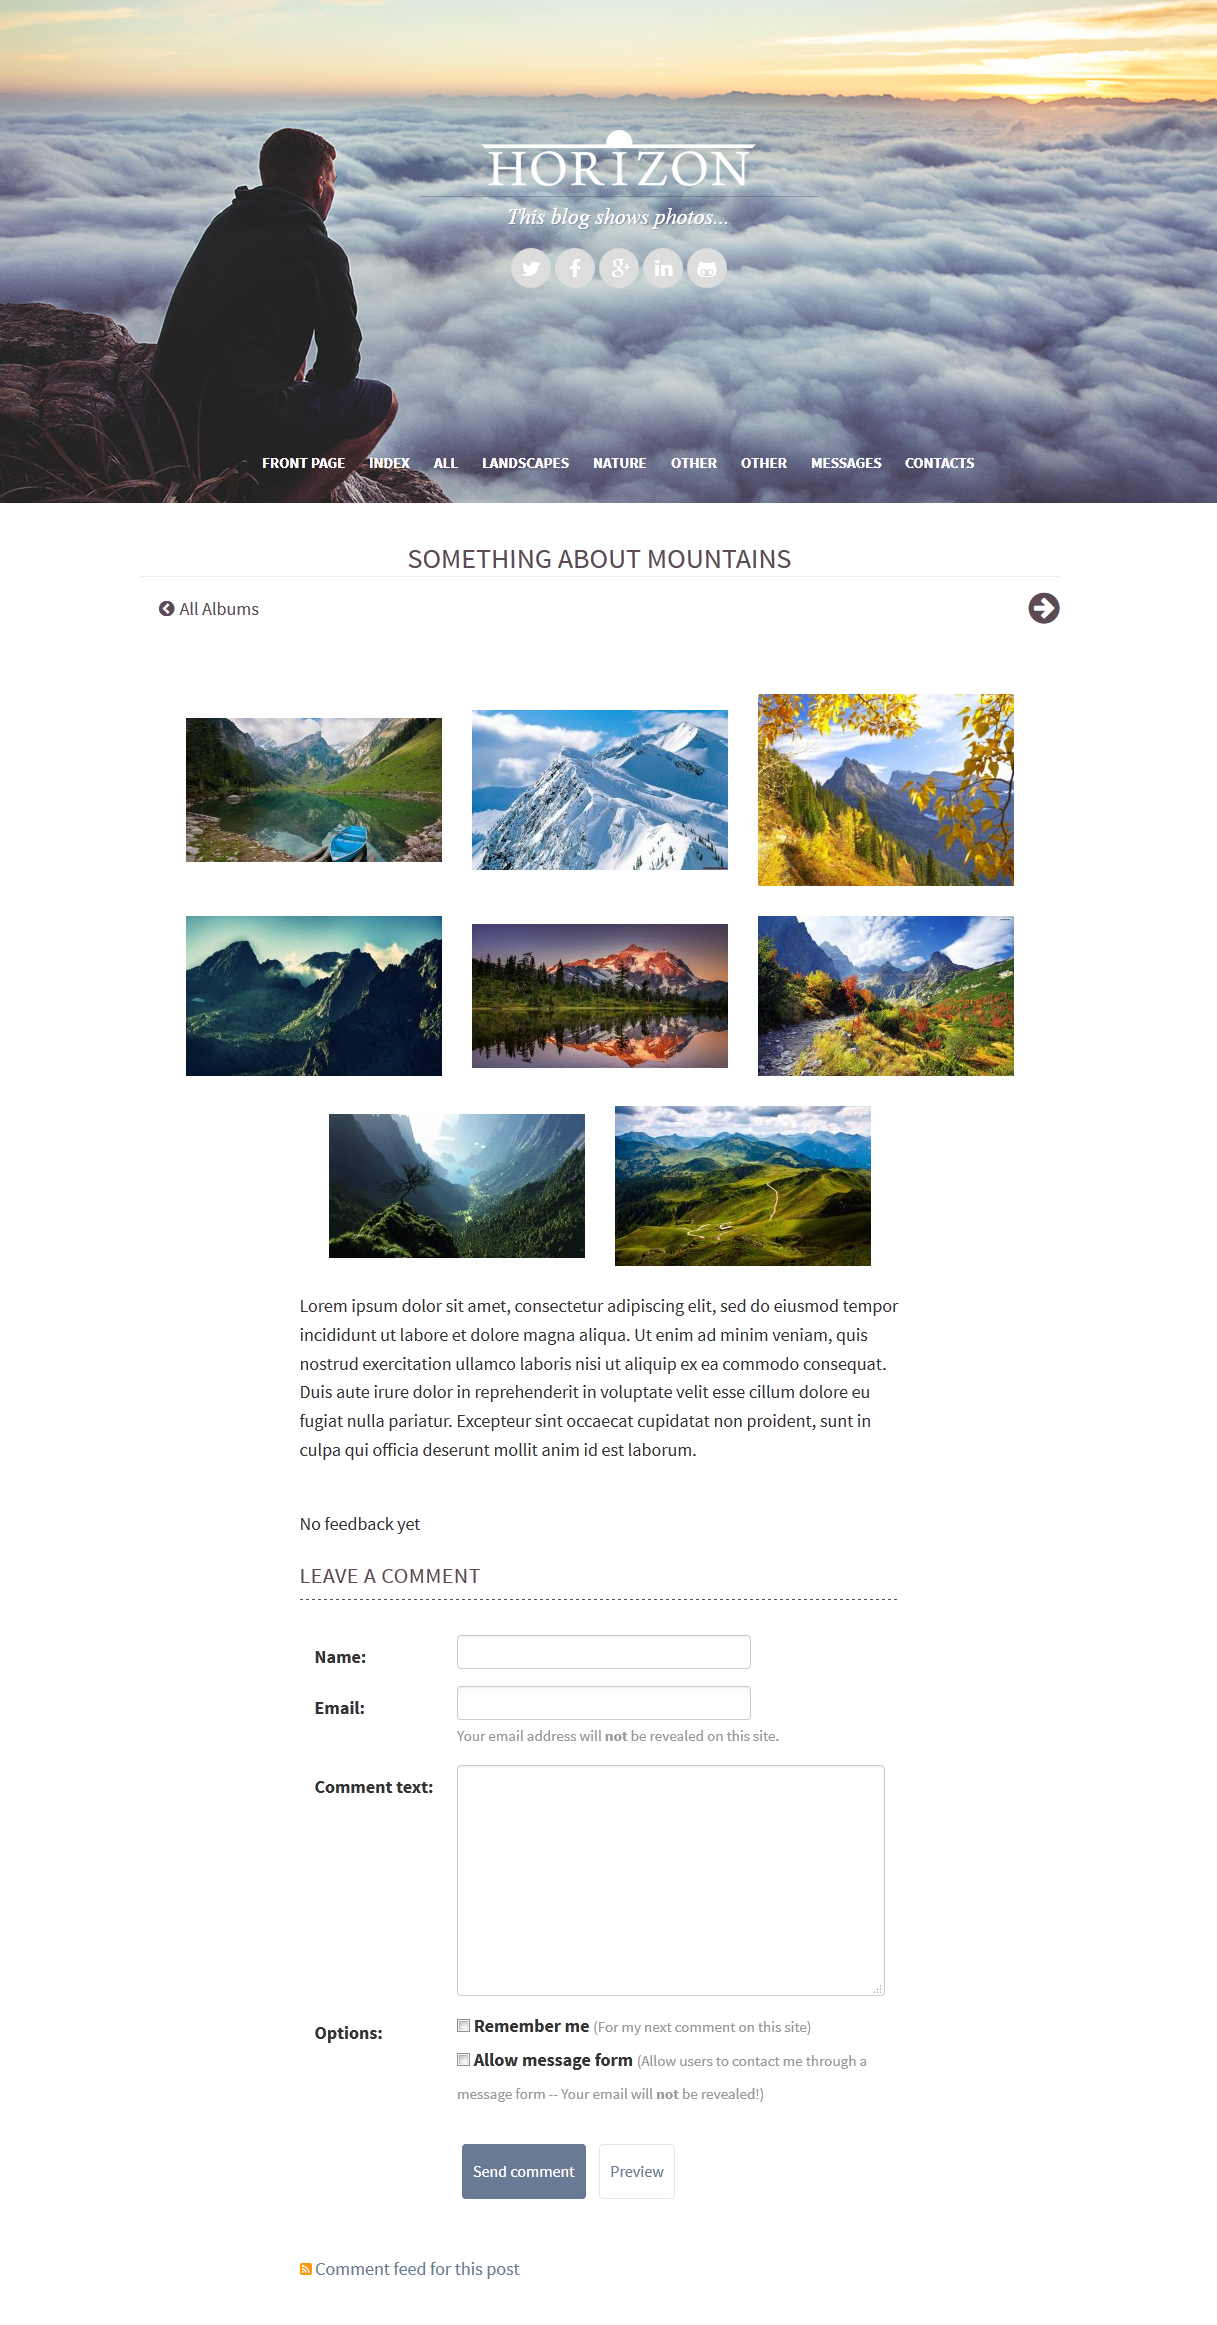 HORIZON
This blog shows photos...
FRONT PAGE INDEX ALL LANDSCAPES NATURE OTHER OTHER MESSAGES CONTACTS
SOMETHING ABOUT MOUNTAINS
All Albums
Lorem ipsum dolor sit amet, consectetur adipiscing elit, sed do eiusmod tempor
incididunt ut labore et dolore magna aliqua. Ut enim ad minim veniam, quis
nostrud exercitation ullamco laboris nisi ut aliquip ex ea commodo consequat.
Duis aute irure dolor in reprehenderit in voluptate velit esse cillum dolore eu
fugiat nulla pariatur. Excepteur sint occaecat cupidatat non proident, sunt in
culpa qui officia deserunt mollit anim id est laborum.
No feedback yet
LEAVE A COMMENT
Name:
Email:
Your email address will not be revealed on this site.
Comment text:
Options:
Remember me (For my next comment on this site)
Allow message form (Allow users to contact me through a
message form -- Your email will not be revealed!)
Send comment Preview
Comment feed for this post